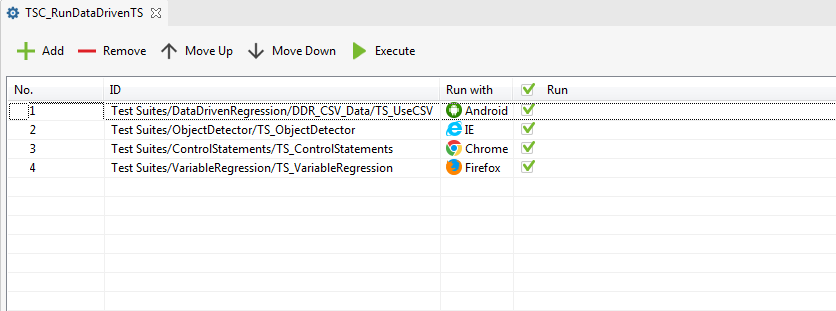 TSC_RunDataDrivenTS
Add Remove Move Up Move Down Execute
No. ID Run with Run
1 Test Suites/DataDrivenRegression/DDR_CSV_Data/TS_UseCSV Android
2 Test Suites/ObjectDetector/TS_ObjectDetector IE
3 Test Suites/ControlStatements/TS_ControlStatements Chrome
4 Test Suites/VariableRegression/TS_VariableRegression Firefox